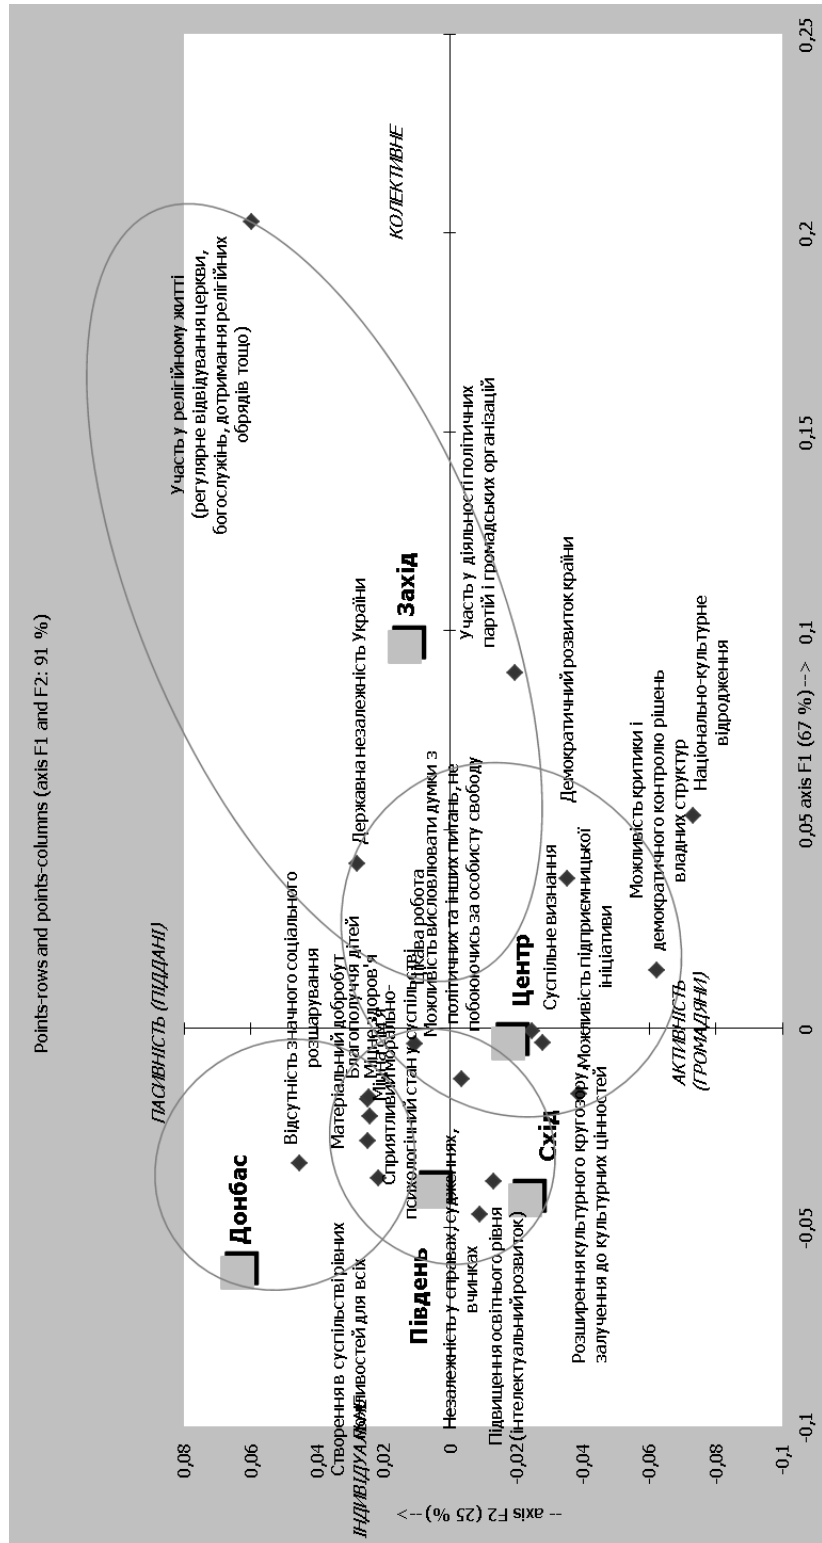 Points-rows and points-columns (axis F1 and F2: 91 %)
ПАСИВНІСТЬ (ПІДДАНІ)
КОЛЕКТИВНЕ
Участь у релігійному житті
(регулярне відвідування церкви,
богослужінь, дотримання релігійних
обрядів тощо)
Донбас
Відсутність значного соціального
розшарування
Державна незалежність України
Захід
Створення в суспільстві рівних
можливостей для всіх
ІНДИВІДУАЛЬНЕ
Матеріальний добробут
Благополуччя дітей
Міцне здоров'я
Міцна сім'я
Сприятливий морально-
психологічний стан у суспільстві
Цікава робота
Можливість висловлювати думки з
політичних та інших питань, не
побоюючись за особисту свободу
Участь у діяльності політичних
партій і громадських організацій
Південь
Незалежність у справах, судженнях,
вчинках
Підвищення освітнього рівня
(інтелектуальний розвиток)
Центр
Схід
Суспільне визнання
Демократичний розвиток країни
Розширення культурного кругозору,
залучення до культурних цінностей
Можливість підприємницької
ініціативи
Можливість критики і
демократичного контролю рішень
владних структур
АКТИВНІСТЬ
(ГРОМАДЯНИ)
Національно-культурне
відродження
0,08
0,06
0,04
0,02
0
-0,02
-0,04
-0,06
-0,08
-0,1
-- axis F2 (25 %) -->
-0,1
-0,05
0
0,05
0,1
0,15
0,2
0,25
axis F1 (67 %) -->